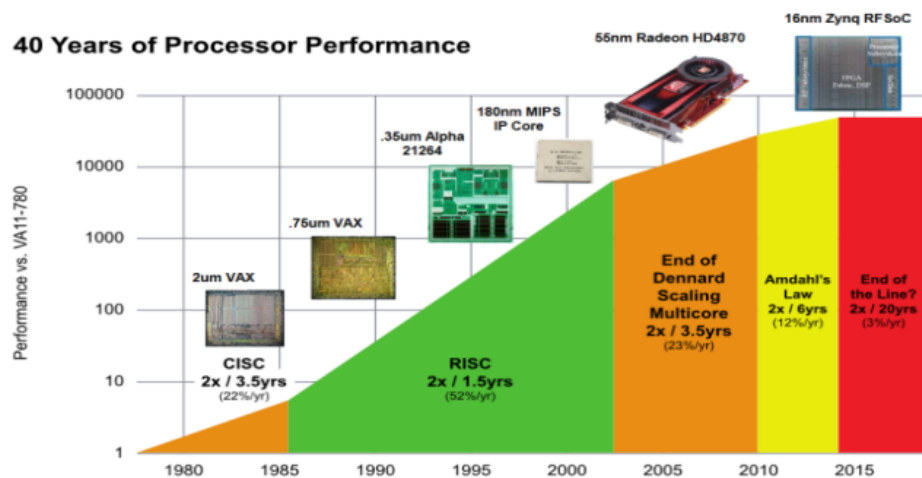 40 Years of Processor Performance
16nm Zynq RFSoC
55nm Radeon HD4870
180nm MIPS
IP Core
.35um Alpha
21264
.75um VAX
2um VAX
FPGA
Fabric, DSP
Performance vs. VA11-780
100000
10000
1000
100
10
1
CISC
2x / 3.5yrs
(22%/yr)
RISC
2x / 1.5yrs
(52%/yr)
End of
Dennard
Scaling
Multicore
2x / 3.5yrs
(23%/yr)
Amdahl's
Law
2x / 6yrs
(12%/yr)
End of
the Line?
2x / 20yrs
(3%/yr)
1980
1985
1990
1995
2000
2005
2010
2015